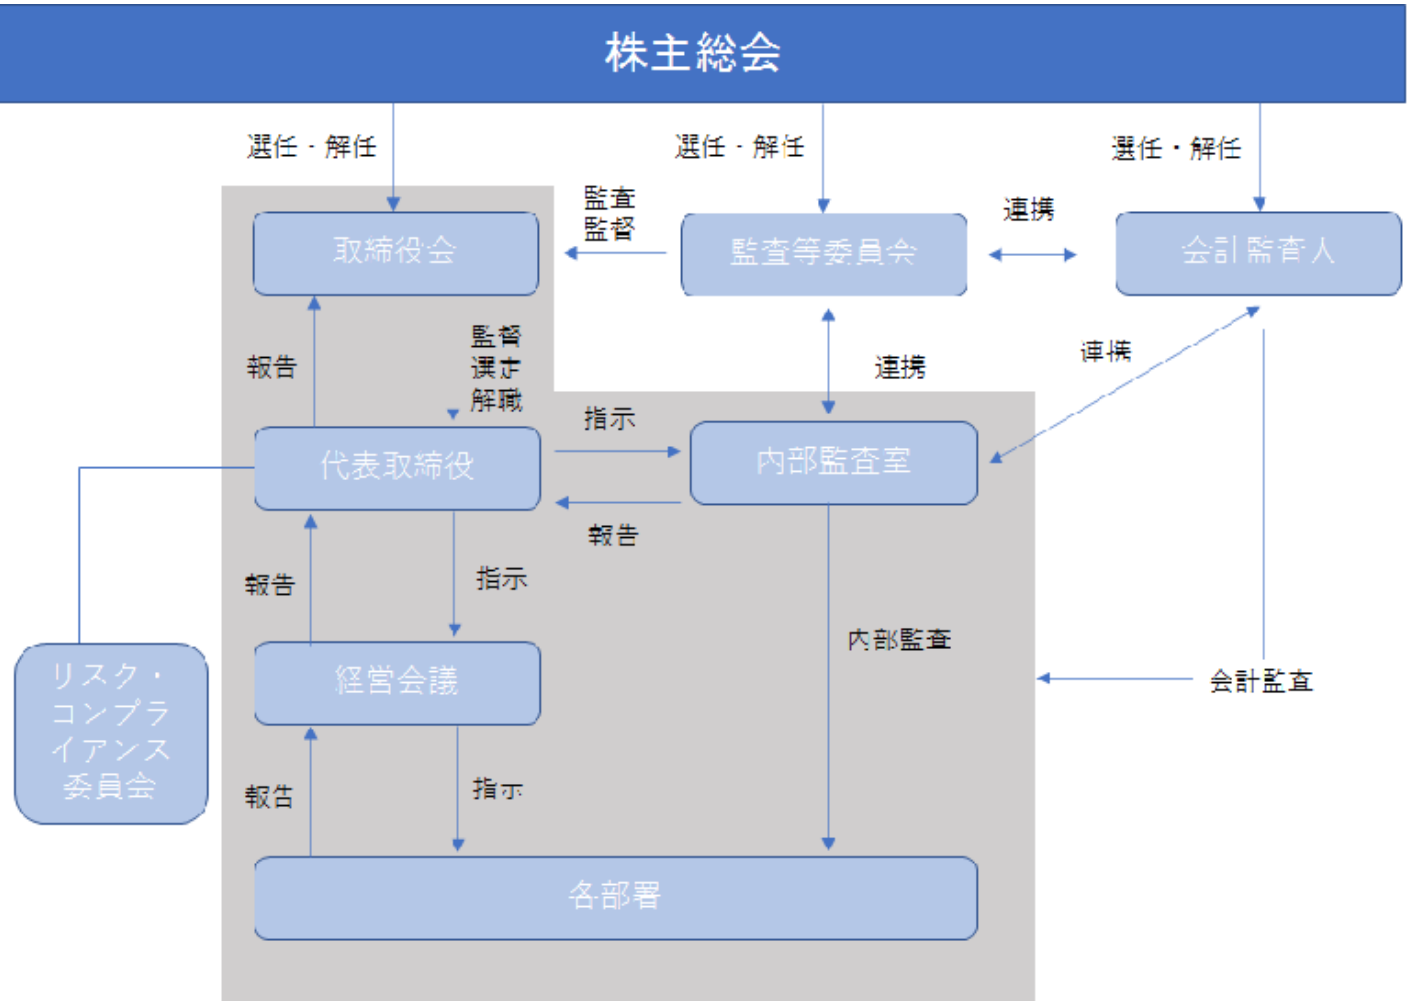 株主総会
選任・解任
選任・解任
選任・解任
監査
監督
連携
取締役会
監査等委員会
会計監査人
報告
監督
選定
解職
連携
連携
指示
代表取締役
内部監査室
報告
報告
指示
内部監査
経営会議
会計監査
リスク・
コンプラ
イアンス
委員会
報告
指示
各部署